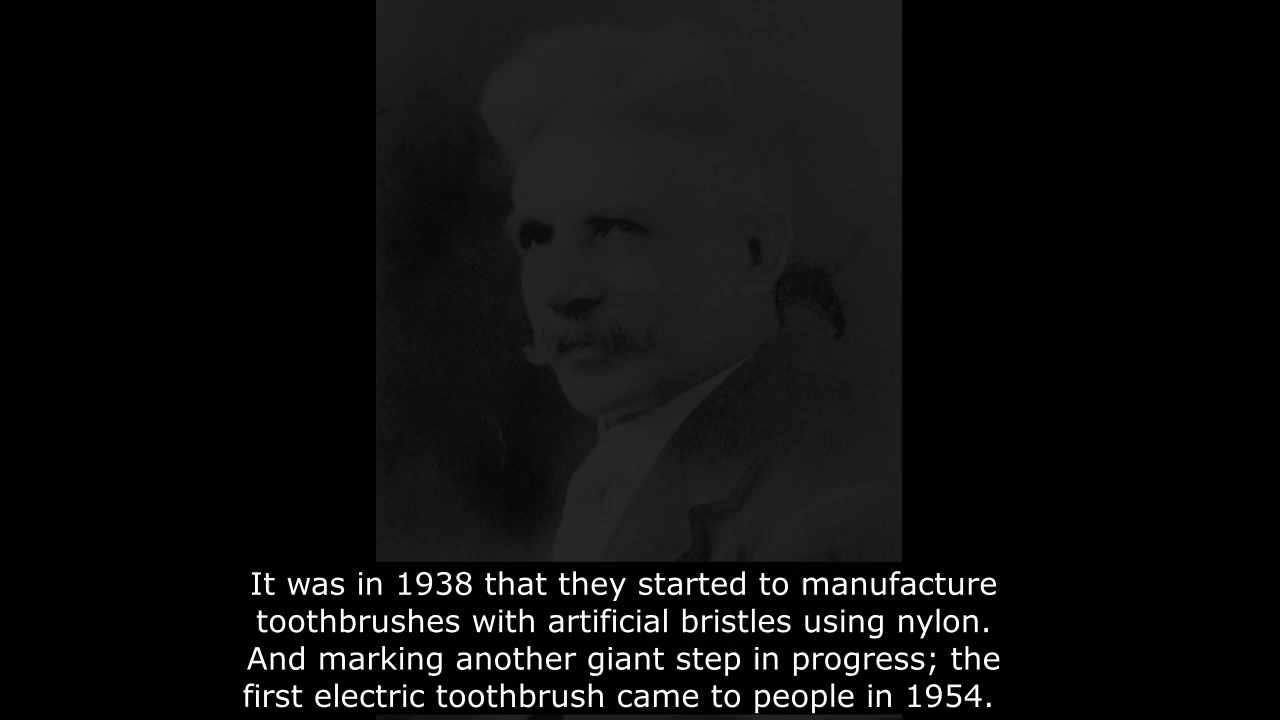 It was in 1938 that they started to manufacture
toothbrushes with artificial bristles using nylon.
And marking another giant step in progress; the
first electric toothbrush came to people in 1954.